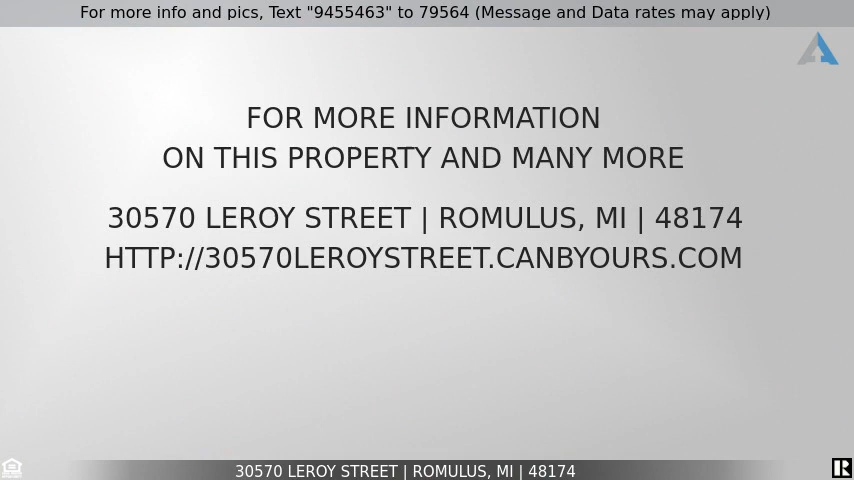 For more info and pics, Text "9455463" to 79564 (Message and Data rates may apply)
FOR MORE INFORMATION
ON THIS PROPERTY AND MANY MORE
30570 LEROY STREET | ROMULUS, MI | 48174
HTTP://30570LEROYSTREET.CANBYOURS.COM
30570 LEROY STREET | ROMULUS, MI | 48174